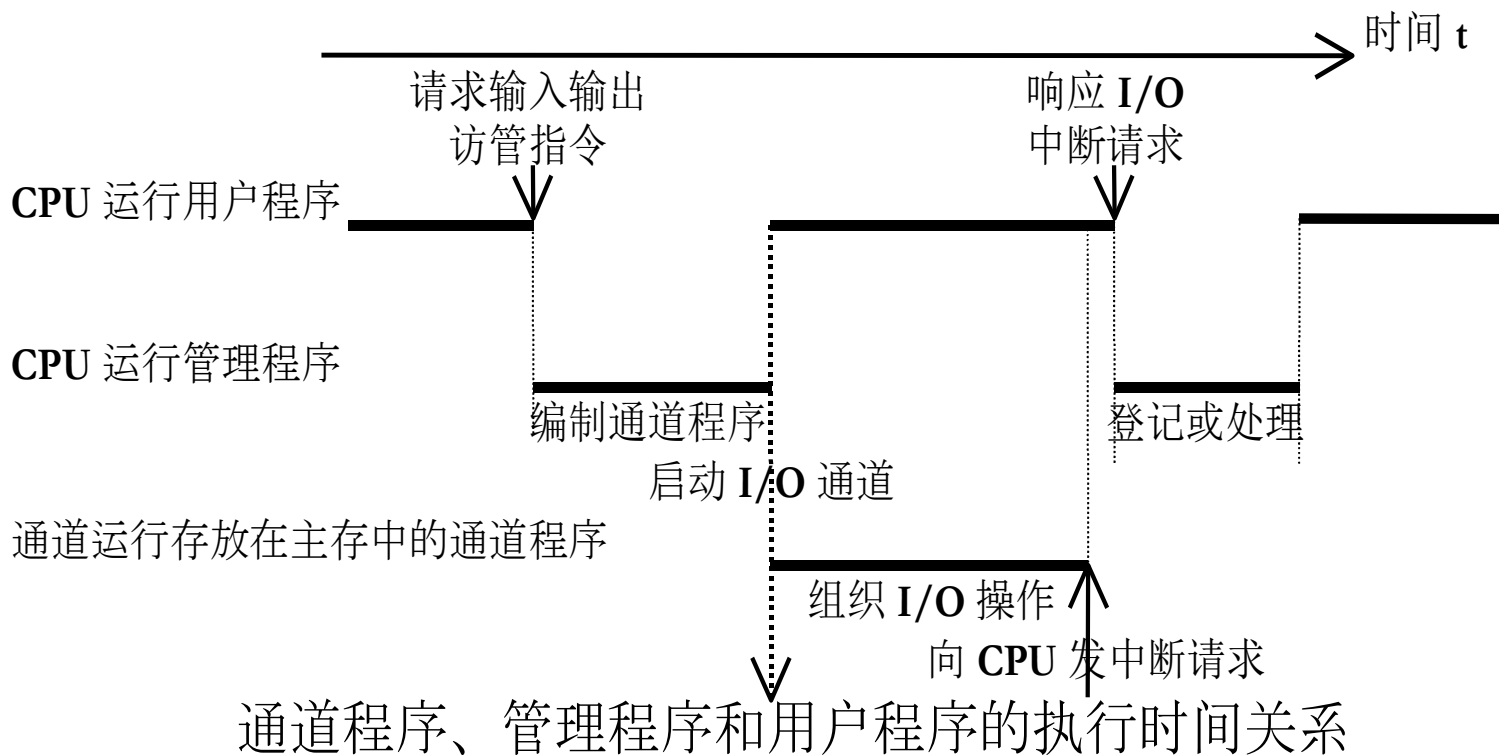 时间 t
请求输入输出
访管指令
响应 I/O
中断请求
CPU 运行用户程序
CPU 运行管理程序
编制通道程序
登记或处理
启动 I/O 通道
通道运行存放在主存中的通道程序
组织 I/O 操作
向 CPU 发中断请求
通道程序、管理程序和用户程序的执行时间关系